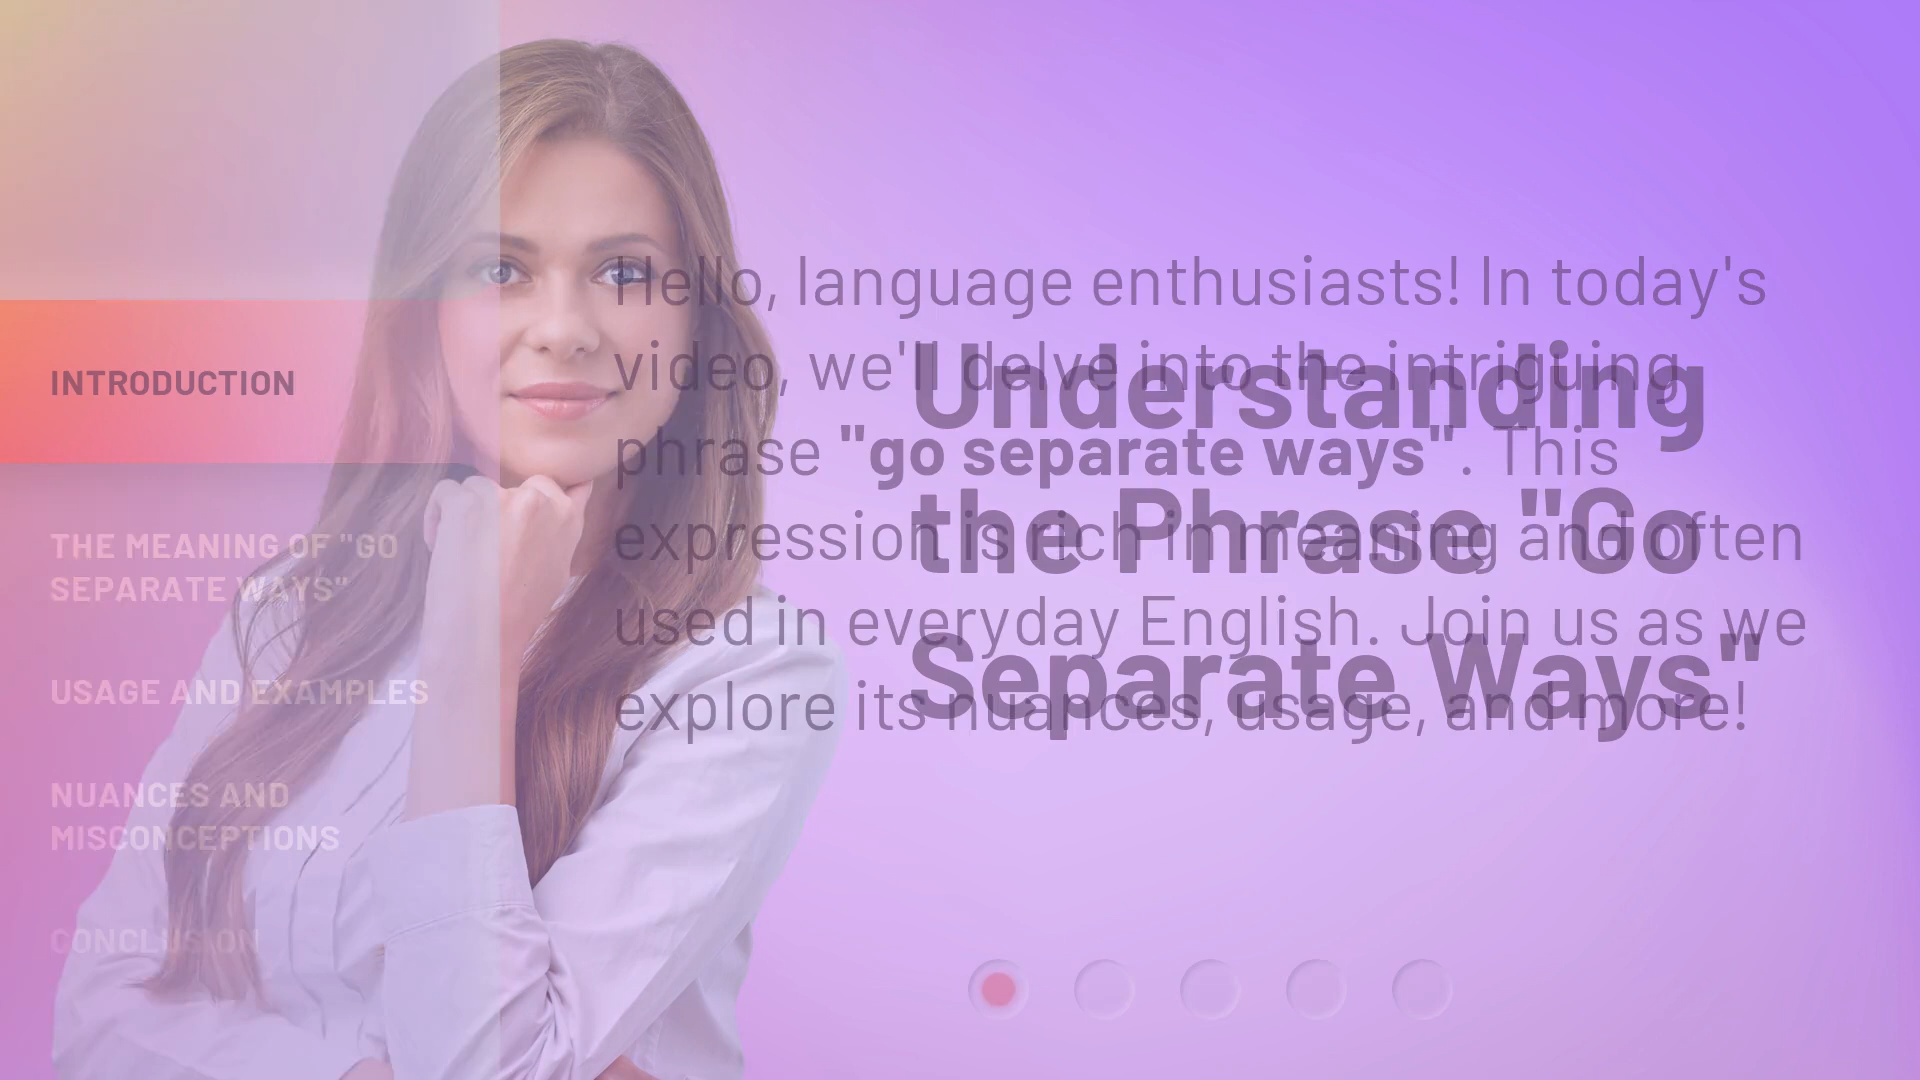 INTRODUCTION
THE MEANING OF "GO
SEPARATE WAYS"
USAGE AND EXAMPLES
NUANCES AND
MISCONCEPTIONS
CONCLUSION
Hello, language enthusiasts! In today's
video, we'll delve into the intriguing
phrase "go separate ways". This
expression is rich in meaning and often
used in everyday English. Join us as we
explore its nuances, usage, and more!
Understanding
the Phrase "Go
Separate Ways"